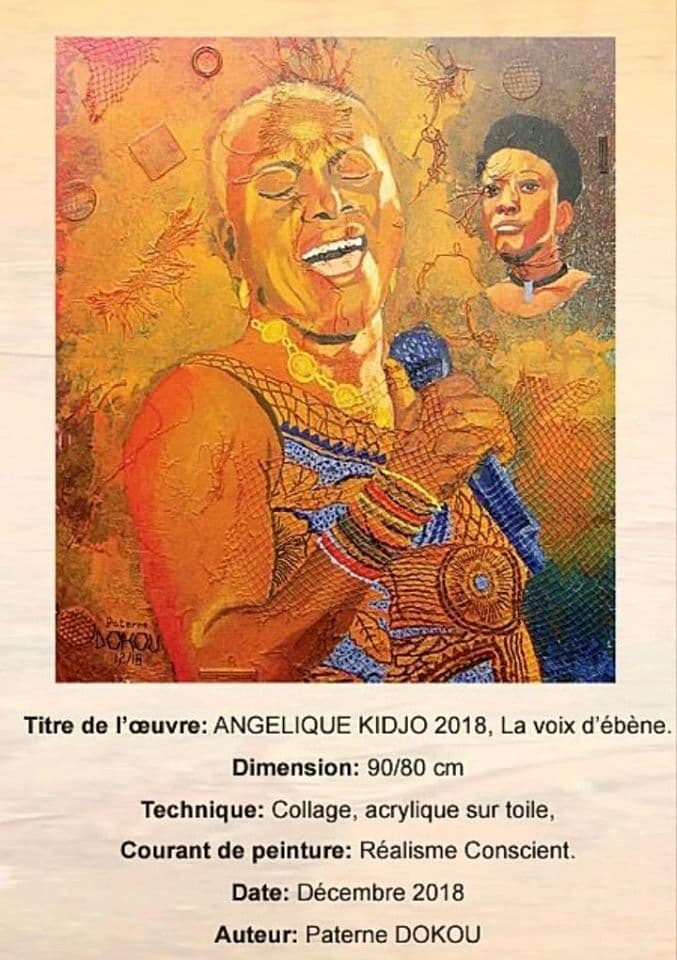 Paterne
DOKOU
12/18
Titre de l'œuvre: ANGELIQUE KIDJO 2018, La voix d'ébène.
Dimension: 90/80 cm
Technique: Collage, acrylique sur toile,
Courant de peinture: Réalisme Conscient.
Date: Décembre 2018
Auteur: Paterne DOKOU